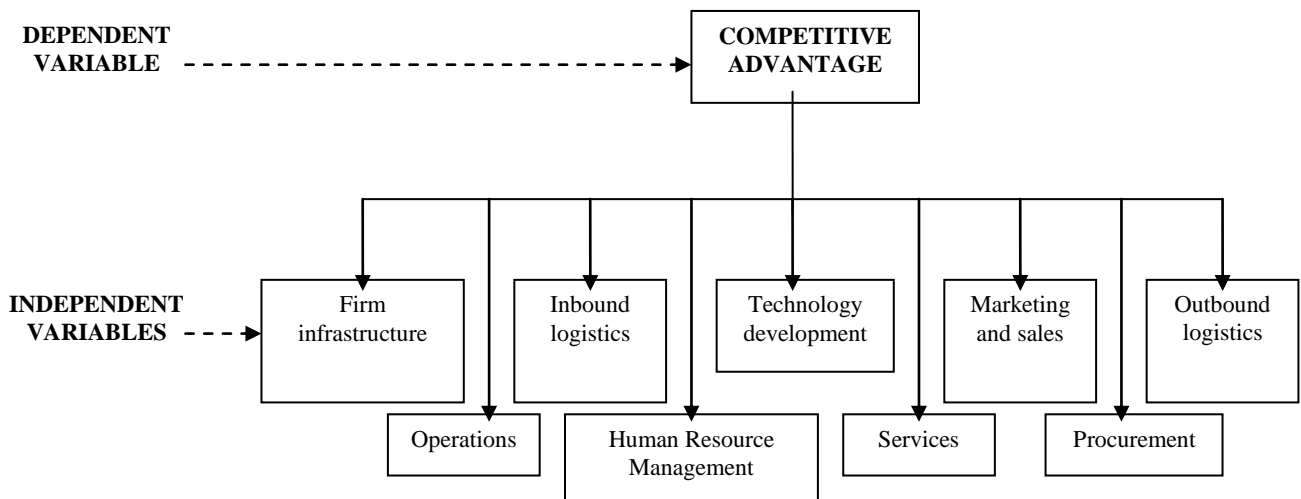 DEPENDENT
VARIABLE
COMPETITIVE
ADVANTAGE
INDEPENDENT
VARIABLES
Firm
infrastructure
Inbound
logistics
Technology
development
Marketing
and sales
Outbound
logistics
Operations
Human Resource
Management
Services
Procurement